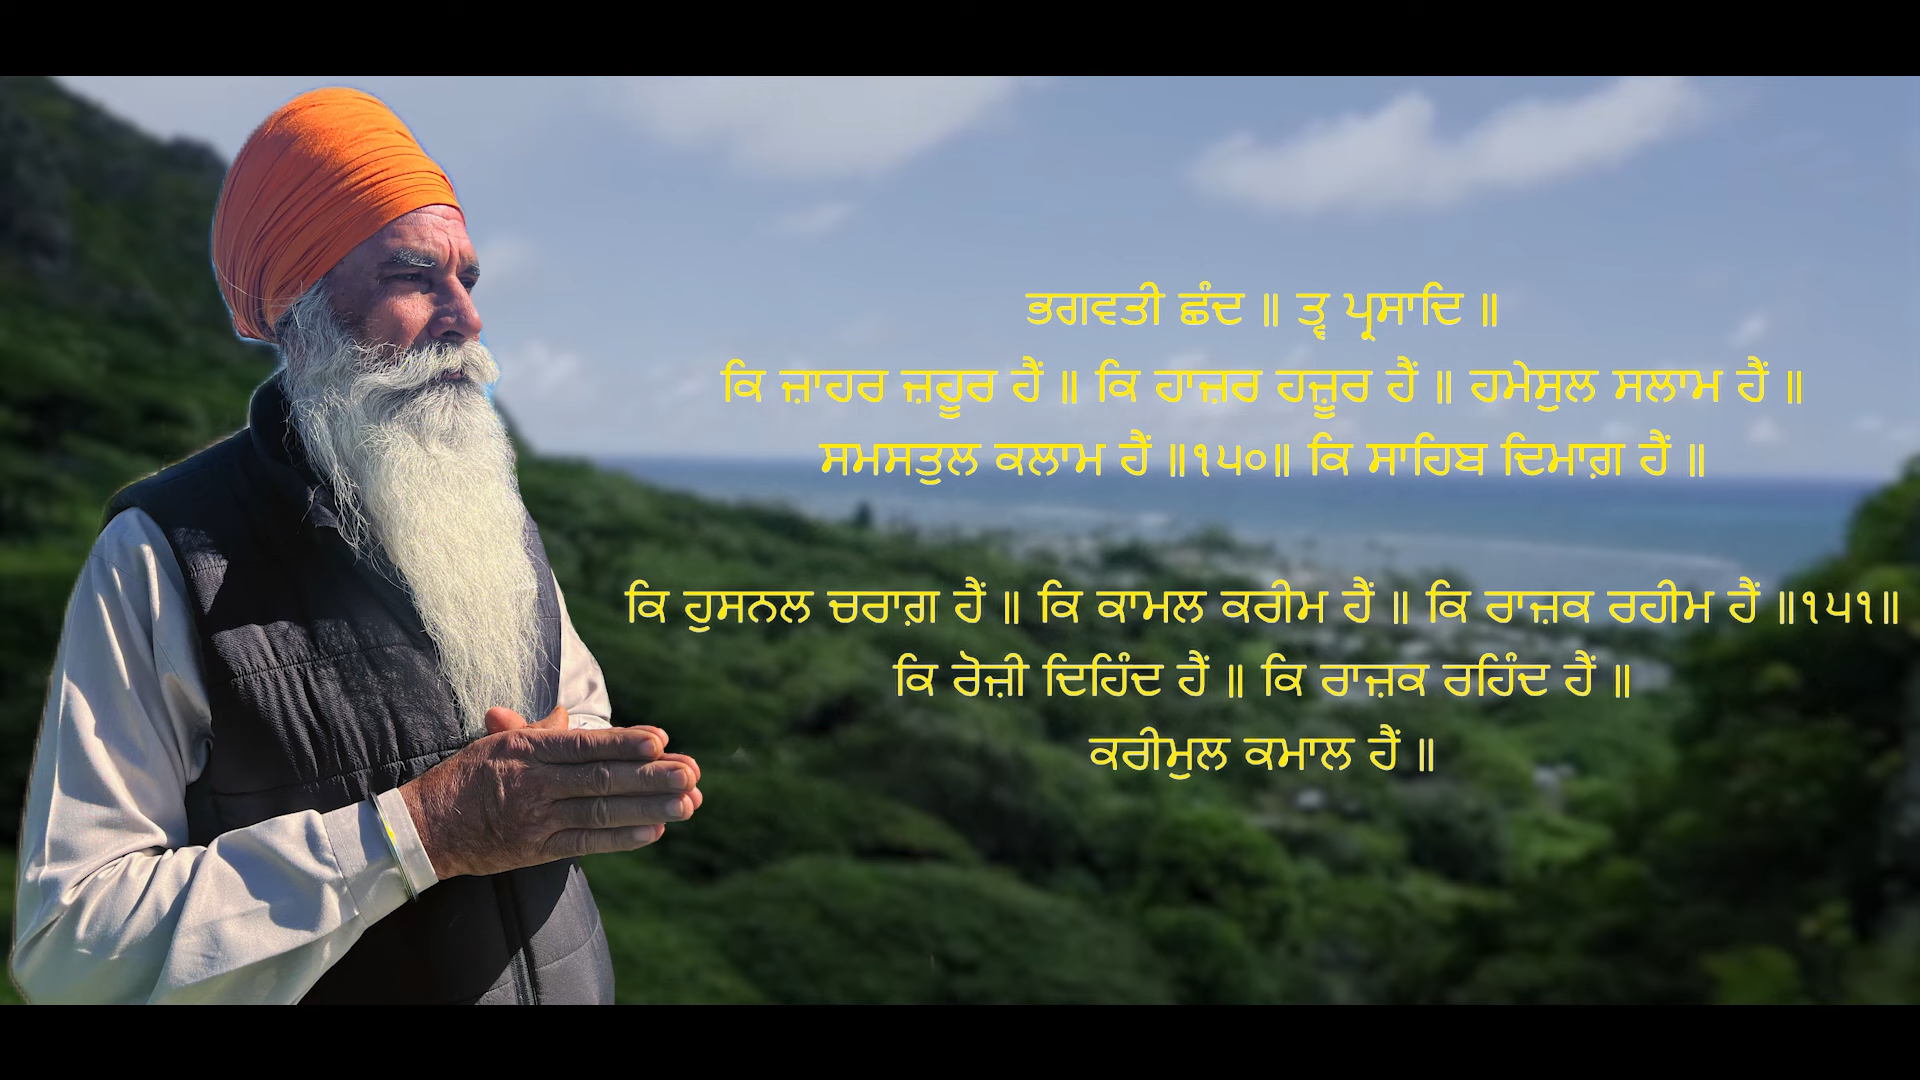 ਭਗਵਤੀ ਛੰਦ ॥ ਤ੍ਵ ਪ੍ਰਸਾਦਿ ॥
ਕਿ ਜ਼ਾਹਰ ਜ਼ਹੂਰ ਹੈਂ ॥ ਕਿ ਹਾਜ਼ਰ ਹਜ਼ੂਰ ਹੈਂ ॥ ਹਮੇਸੁਲ ਸਲਾਮ ਹੈਂ ॥
ਸਮਸਤੁਲ ਕਲਾਮ ਹੈਂ ॥੧੫੦॥ ਕਿ ਸਾਹਿਬ ਦਿਮਾਗ਼ ਹੈਂ ॥
ਕਿ ਹੁਸਨਲ ਚਰਾਗ਼ ਹੈਂ ॥ ਕਿ ਕਾਮਲ ਕਰੀਮ ਹੈਂ ॥ ਕਿ ਰਾਜ਼ਕ ਰਹੀਮ ਹੈਂ ॥੧੫੧॥
ਕਿ ਰੋਜ਼ੀ ਦਿਹਿੰਦ ਹੈਂ ॥ ਕਿ ਰਾਜ਼ਕ ਰਹਿੰਦ ਹੈਂ ॥
ਕਰੀਮੁਲ ਕਮਾਲ ਹੈਂ ॥